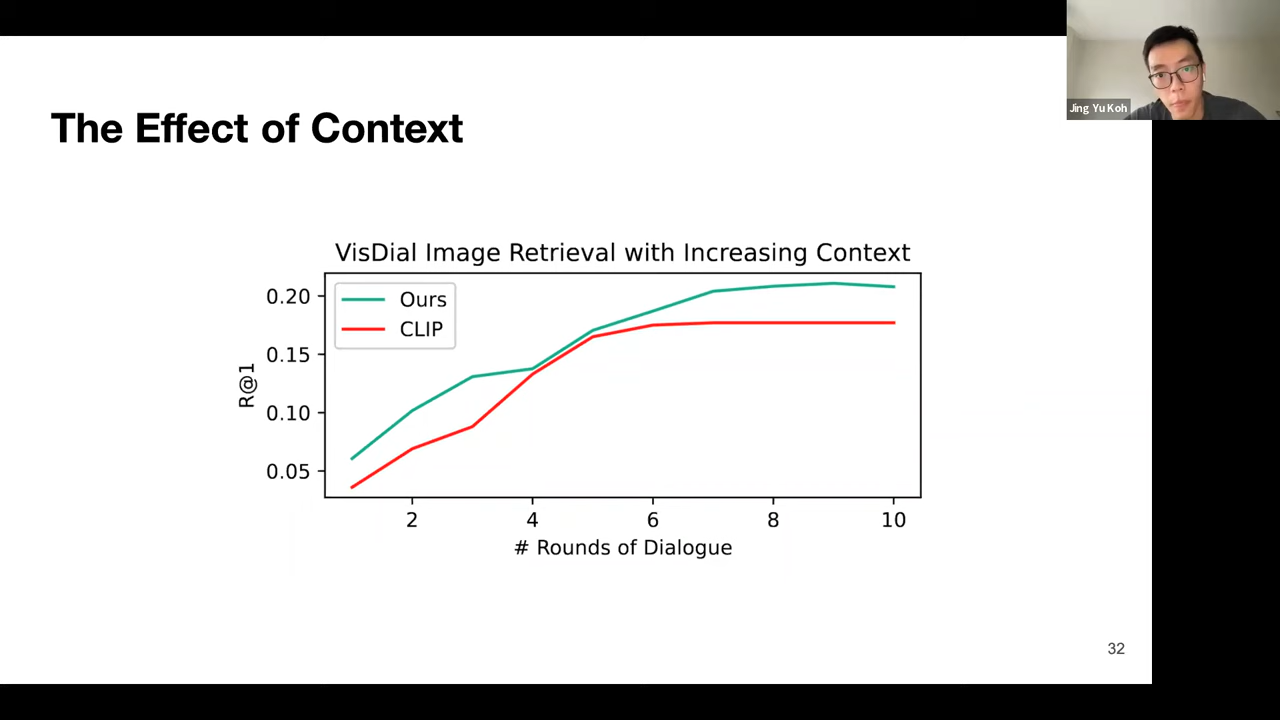 Jing Yu Koh
The Effect of Context
VisDial Image Retrieval with Increasing Context
Ours
CLIP
0.20
0.15
0.10
0.05
R@1
2 4 6 8 10
# Rounds of Dialogue
32